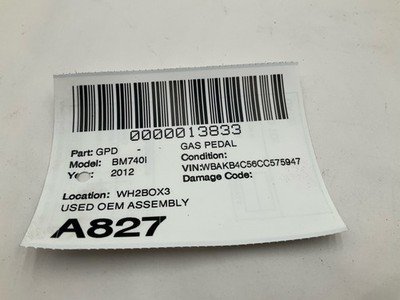 0000013833
Part: GPD GAS PEDAL
Model: BM740i Condition:
Year: 2012 VIN:WBAKB4C56CC575947
Damage Code:
Location: WH2BOX3
USED OEM ASSEMBLY
A827